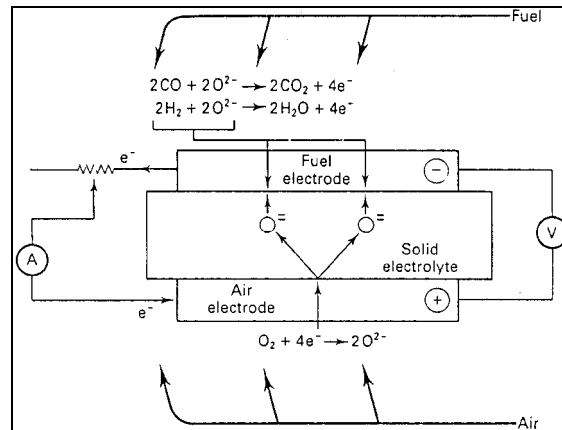 Fuel
2CO + 2O²⁻ → 2CO₂ + 4e⁻
2H₂ + 2O²⁻ → 2H₂O + 4e⁻
e⁻
Fuel
electrode
−
=
=
A
V
Solid
electrolyte
Air
electrode
+
e⁻
O₂ + 4e⁻ → 2O²⁻
Air